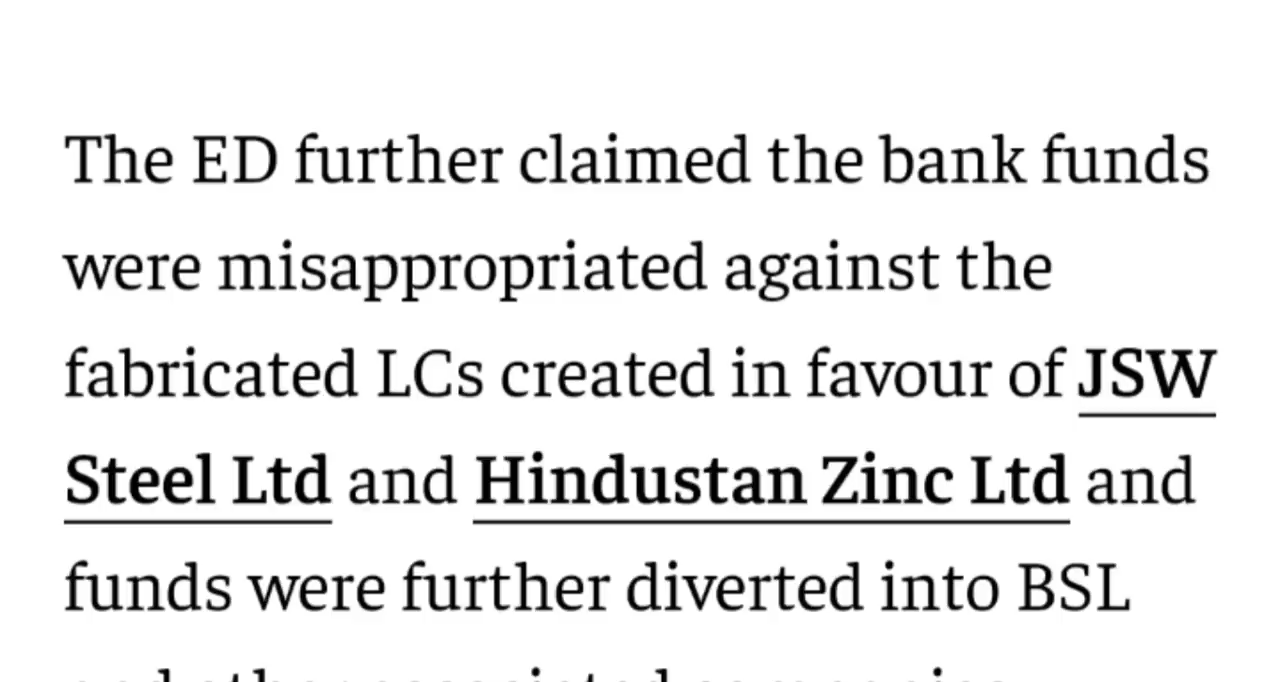 The ED further claimed the bank funds
were misappropriated against the
fabricated LCs created in favour of JSW
Steel Ltd and Hindustan Zinc Ltd and
funds were further diverted into BSL